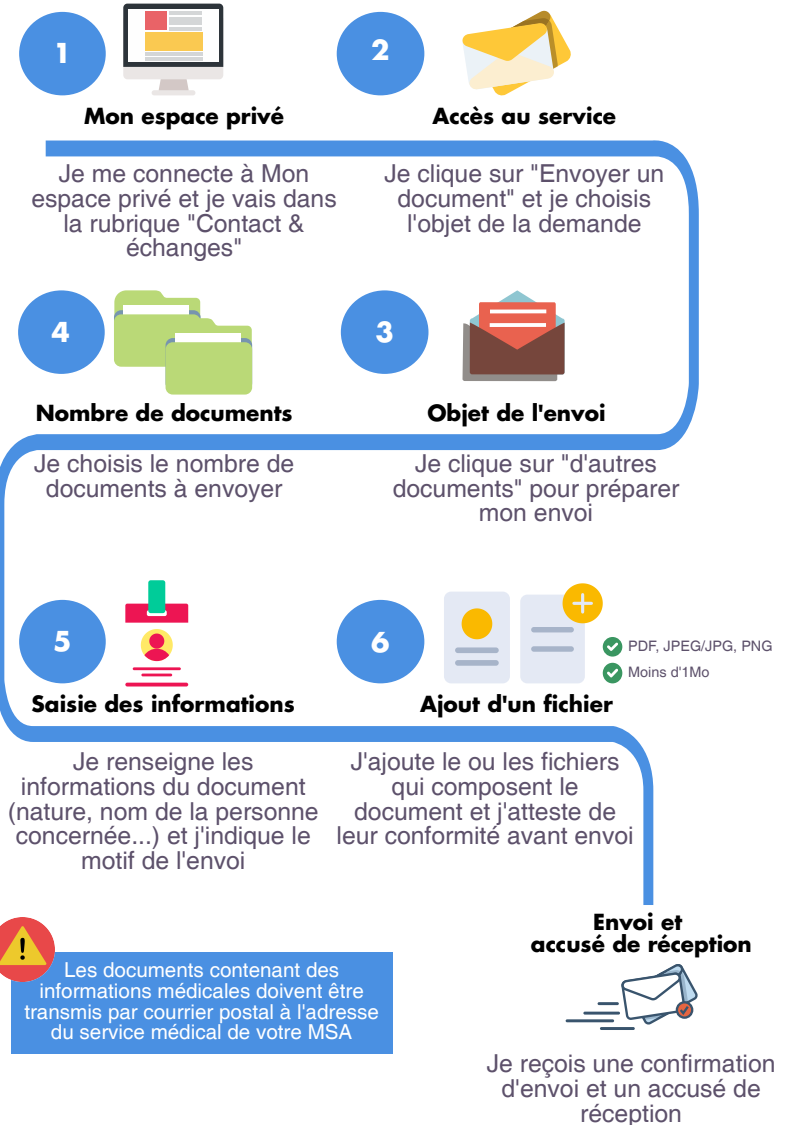 1
Mon espace privé
Je me connecte à Mon
espace privé et je vais dans
la rubrique "Contact &
échanges"
2
Accès au service
Je clique sur "Envoyer un
document" et je choisis
l'objet de la demande
3
Objet de l'envoi
Je clique sur "d'autres
documents" pour préparer
mon envoi
4
Nombre de documents
Je choisis le nombre de
documents à envoyer
5
Saisie des informations
Je renseigne les
informations du document
(nature, nom de la personne
concernée...) et j'indique le
motif de l'envoi
6
PDF, JPEG/JPG, PNG
Moins d'1Mo
Ajout d'un fichier
J'ajoute le ou les fichiers
qui composent le
document et j'atteste de
leur conformité avant envoi
Envoi et
accusé de réception
Je reçois une confirmation
d'envoi et un accusé de
réception
!
Les documents contenant des
informations médicales doivent être
transmis par courrier postal à l'adresse
du service médical de votre MSA